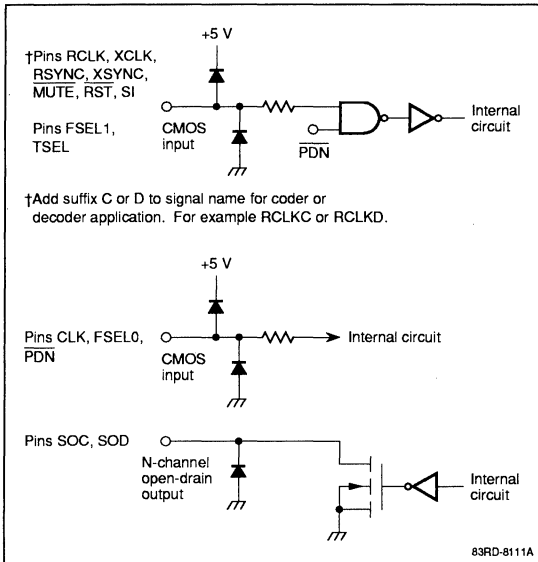 +5 V
†Pins RCLK, XCLK,
RSYNC, XSYNC,
MUTE, RST, SI
Pins FSEL1,
TSEL
CMOS
input
PDN
Internal
circuit
†Add suffix C or D to signal name for coder or
decoder application. For example RCLKC or RCLKD.
+5 V
Pins CLK, FSEL0,
PDN
CMOS
input
Internal circuit
Pins SOC, SOD
N-channel
open-drain
output
Internal
circuit
83RD-8111A